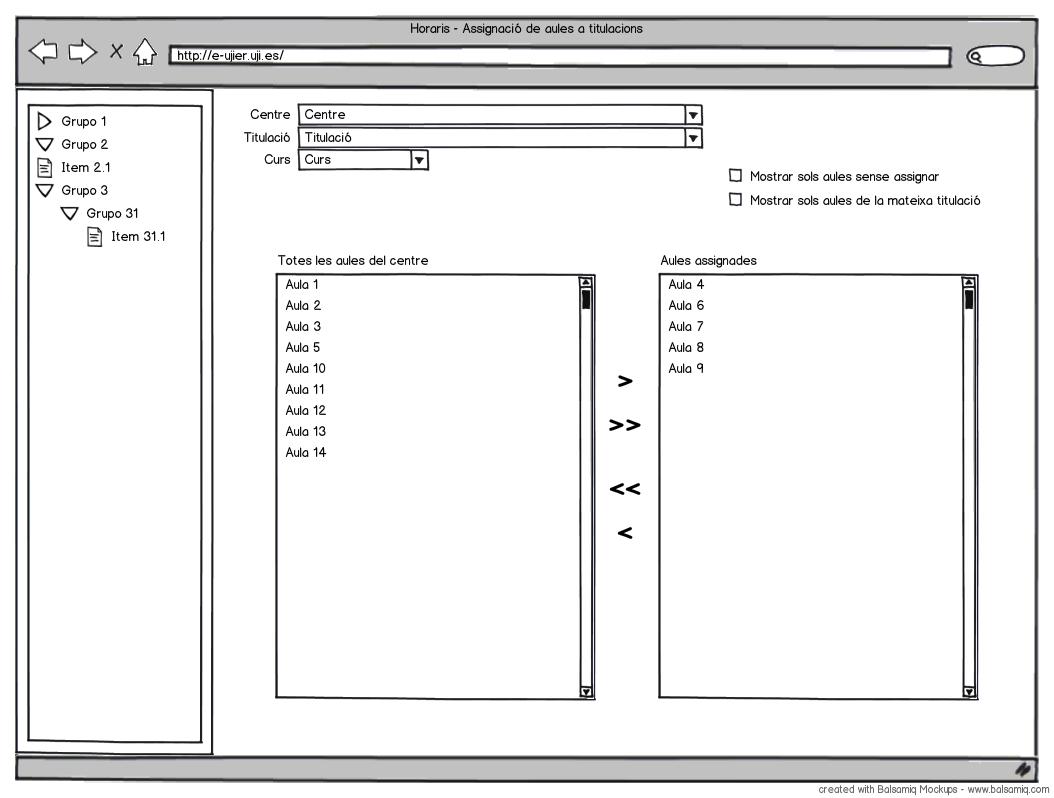 Horaris - Assignació de aules a titulacions
http://e-ujier.uji.es/
Grupo 1
Grupo 2
Item 2.1
Grupo 3
Grupo 31
Item 31.1
Centre Centre
Titulació Titulació
Curs Curs
Mostrar sols aules sense assignar
Mostrar sols aules de la mateixa titulació
Totes les aules del centre
Aula 1
Aula 2
Aula 3
Aula 5
Aula 10
Aula 11
Aula 12
Aula 13
Aula 14
>
>>
<<
<
Aules assignades
Aula 4
Aula 6
Aula 7
Aula 8
Aula 9
created with Balsamiq Mockups - www.balsamiq.com